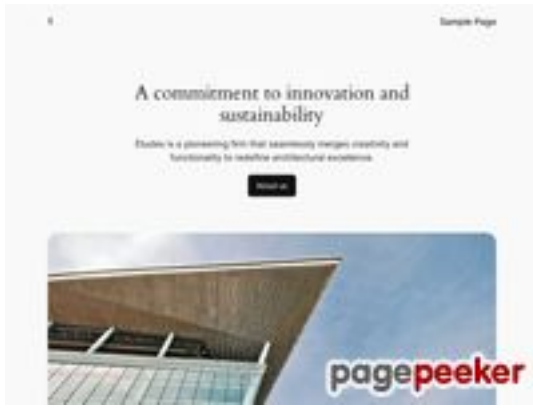 Sample Page
A commitment to innovation and
sustainability
Études is a pioneering firm that seamlessly merges creativity and
functionality to redefine architectural excellence.
About us
pagepeeker